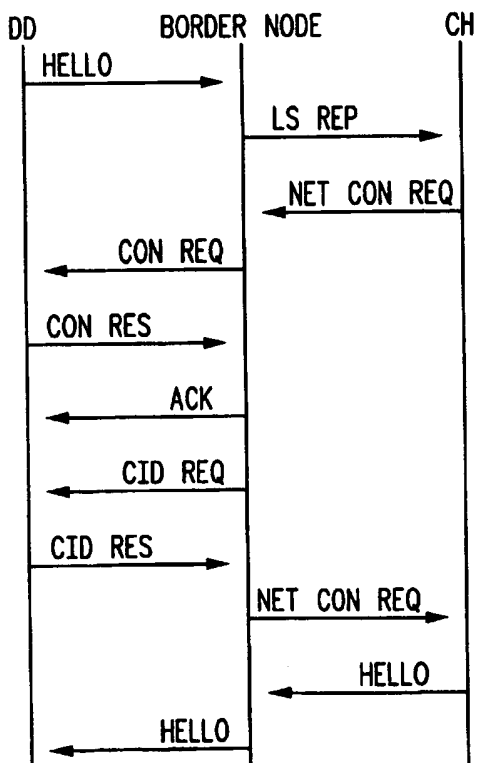 DD BORDER NODE CH
HELLO
LS REP
NET CON REQ
CON REQ
CON RES
ACK
CID REQ
CID RES
NET CON REQ
HELLO
HELLO